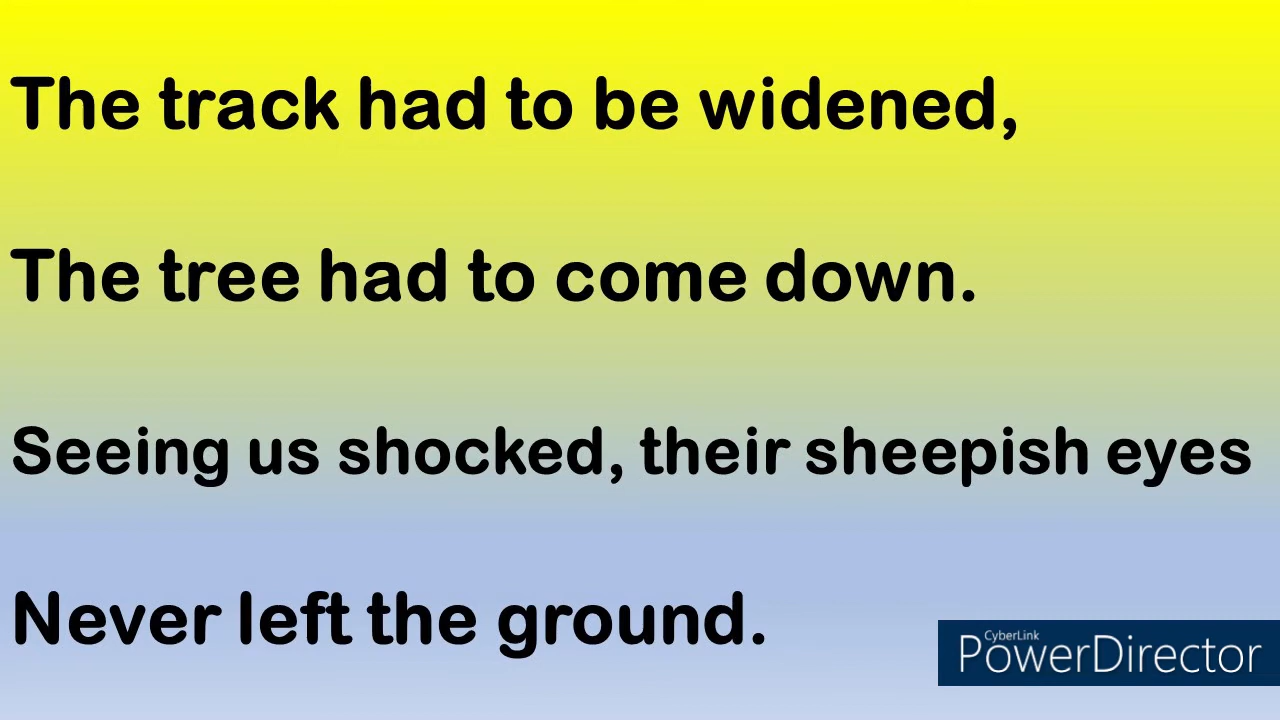 The track had to be widened,
The tree had to come down.
Seeing us shocked, their sheepish eyes
Never left the ground.
CyberLink
PowerDirector